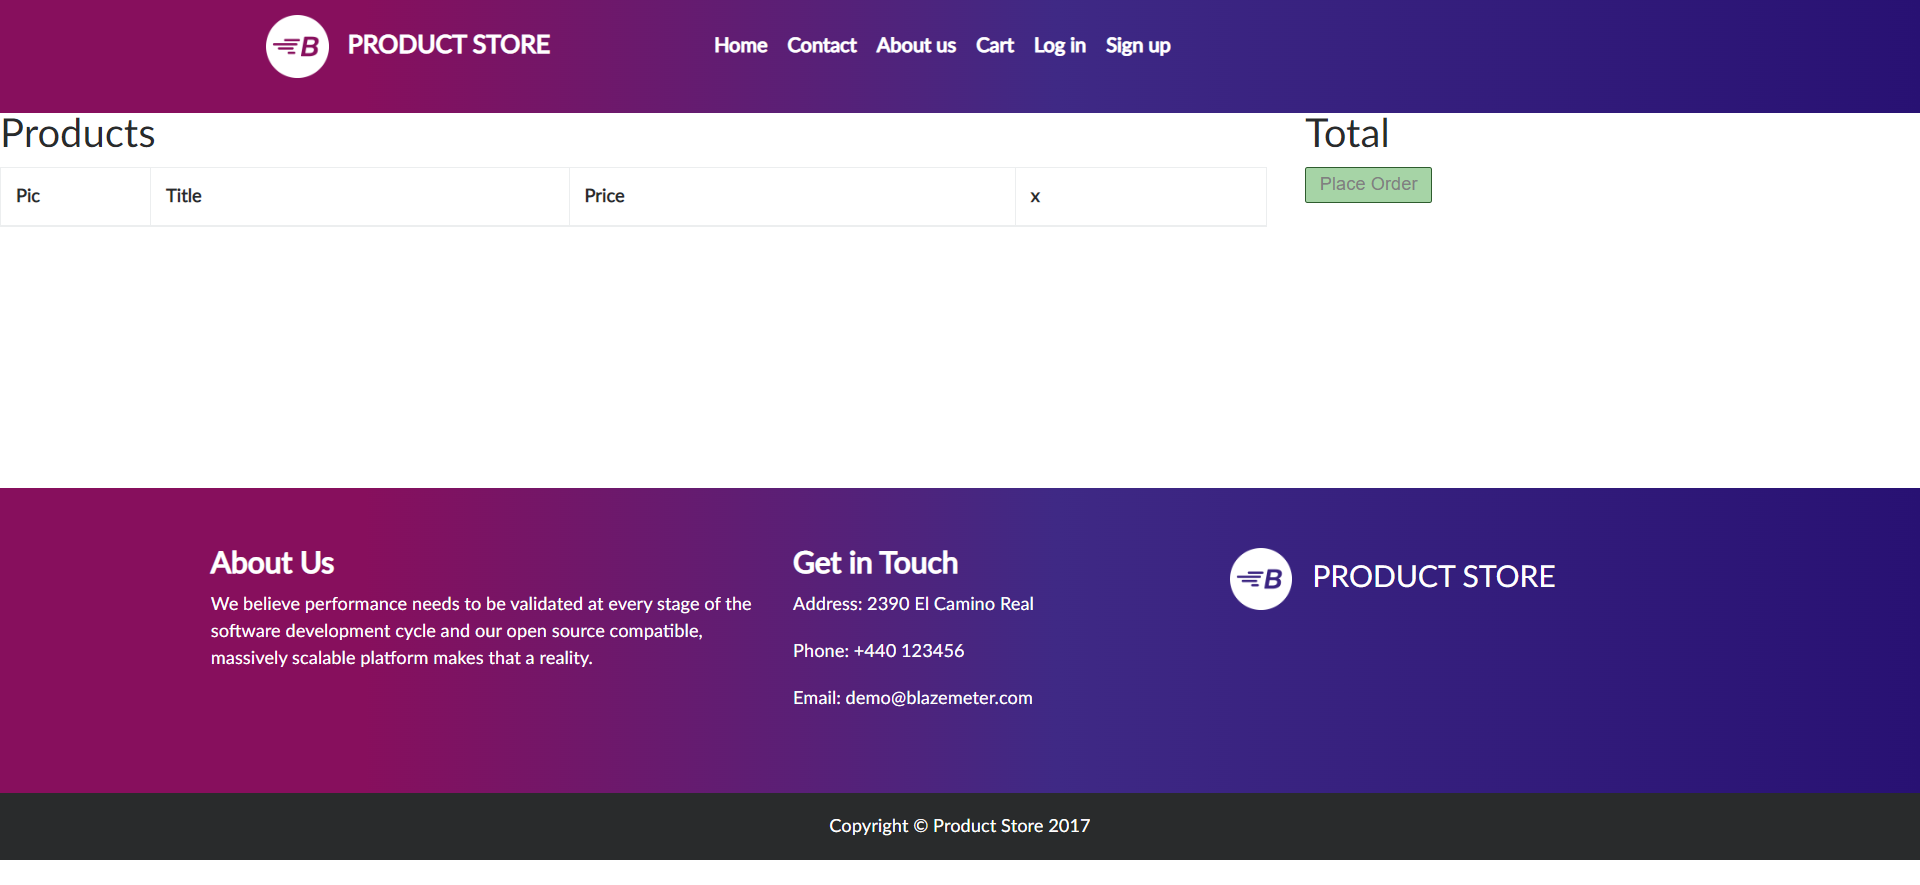 B PRODUCT STORE
Home Contact About us Cart Log in Sign up
Products
Total
Pic Title Price x
Place Order
About Us
We believe performance needs to be validated at every stage of the
software development cycle and our open source compatible,
massively scalable platform makes that a reality.
Get in Touch
Address: 2390 El Camino Real
Phone: +440 123456
Email: demo@blazemeter.com
B PRODUCT STORE
Copyright © Product Store 2017